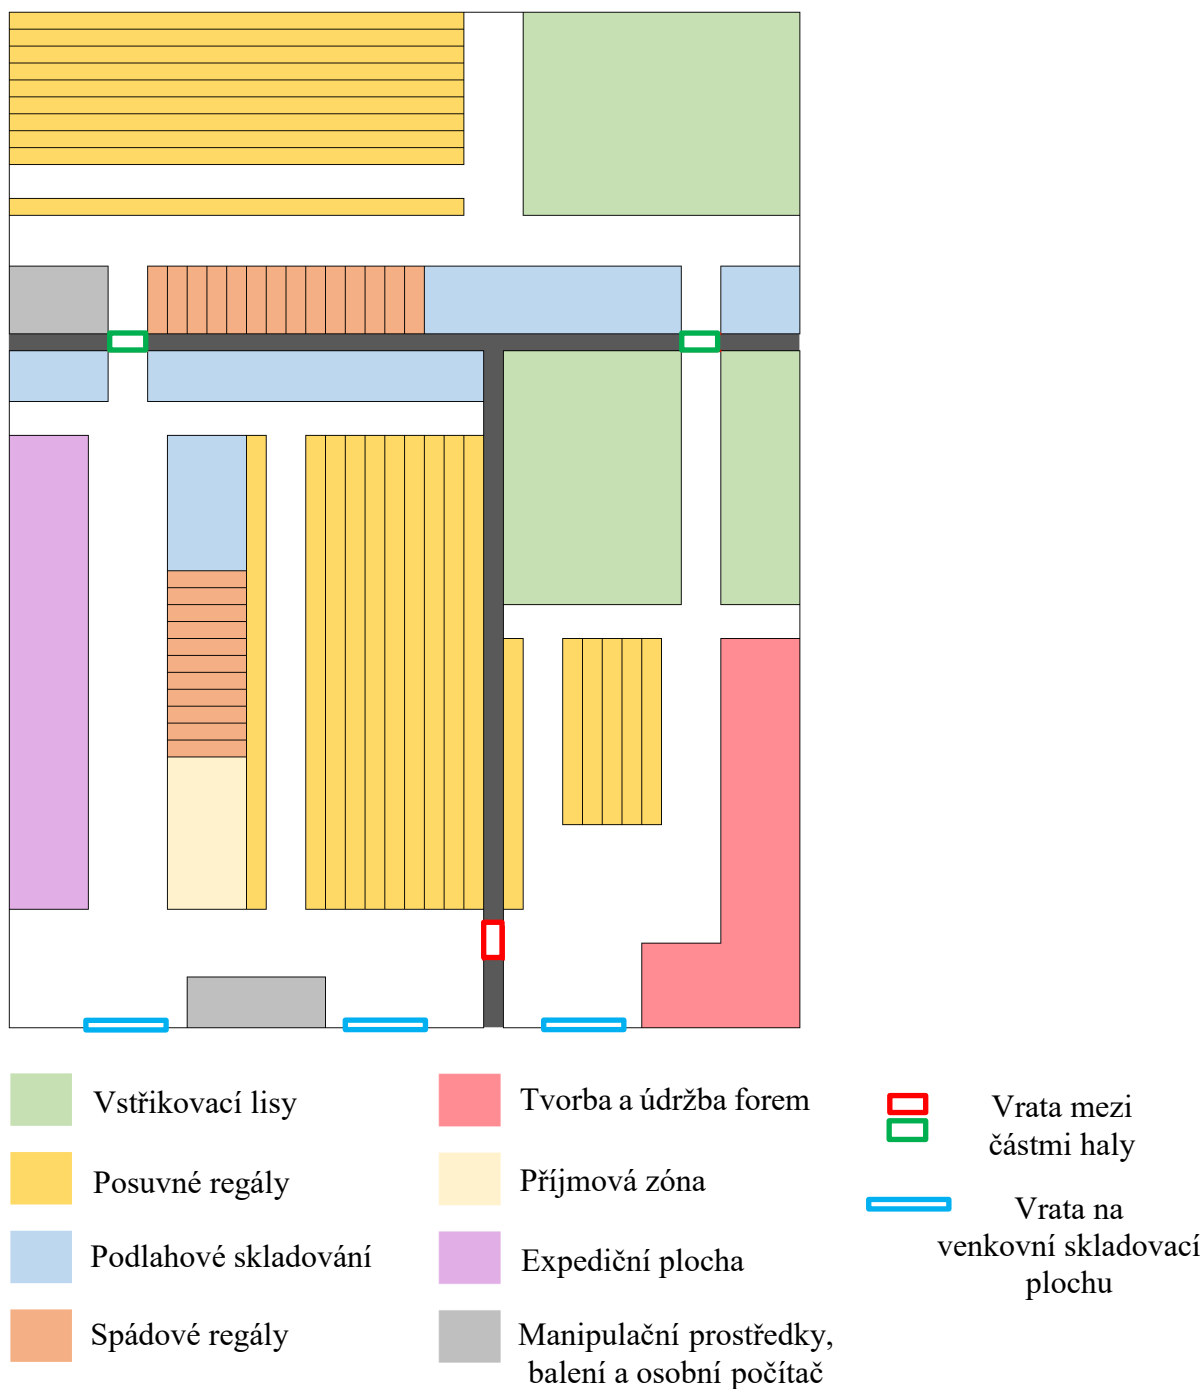 Vstřikovací lisy
Posuvné regály
Podlahové skladování
Spádové regály
Tvorba a údržba forem
Příjmová zóna
Expediční plocha
Manipulační prostředky,
balení a osobní počítač
Vrata mezi
částmi haly
Vrata na
venkovní skladovací
plochu